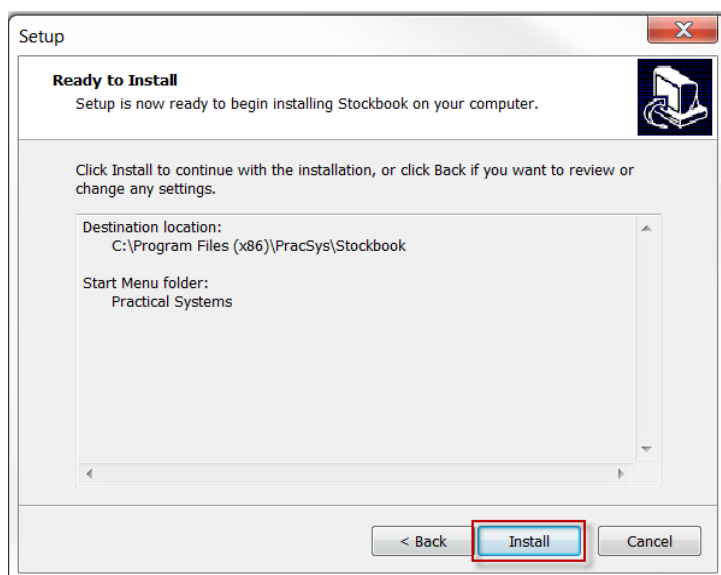 Setup
Ready to Install
Setup is now ready to begin installing Stockbook on your computer.
Click Install to continue with the installation, or click Back if you want to review or
change any settings.
Destination location:
C:\Program Files (x86)\PracSys\Stockbook
Start Menu folder:
Practical Systems
< Back Install Cancel